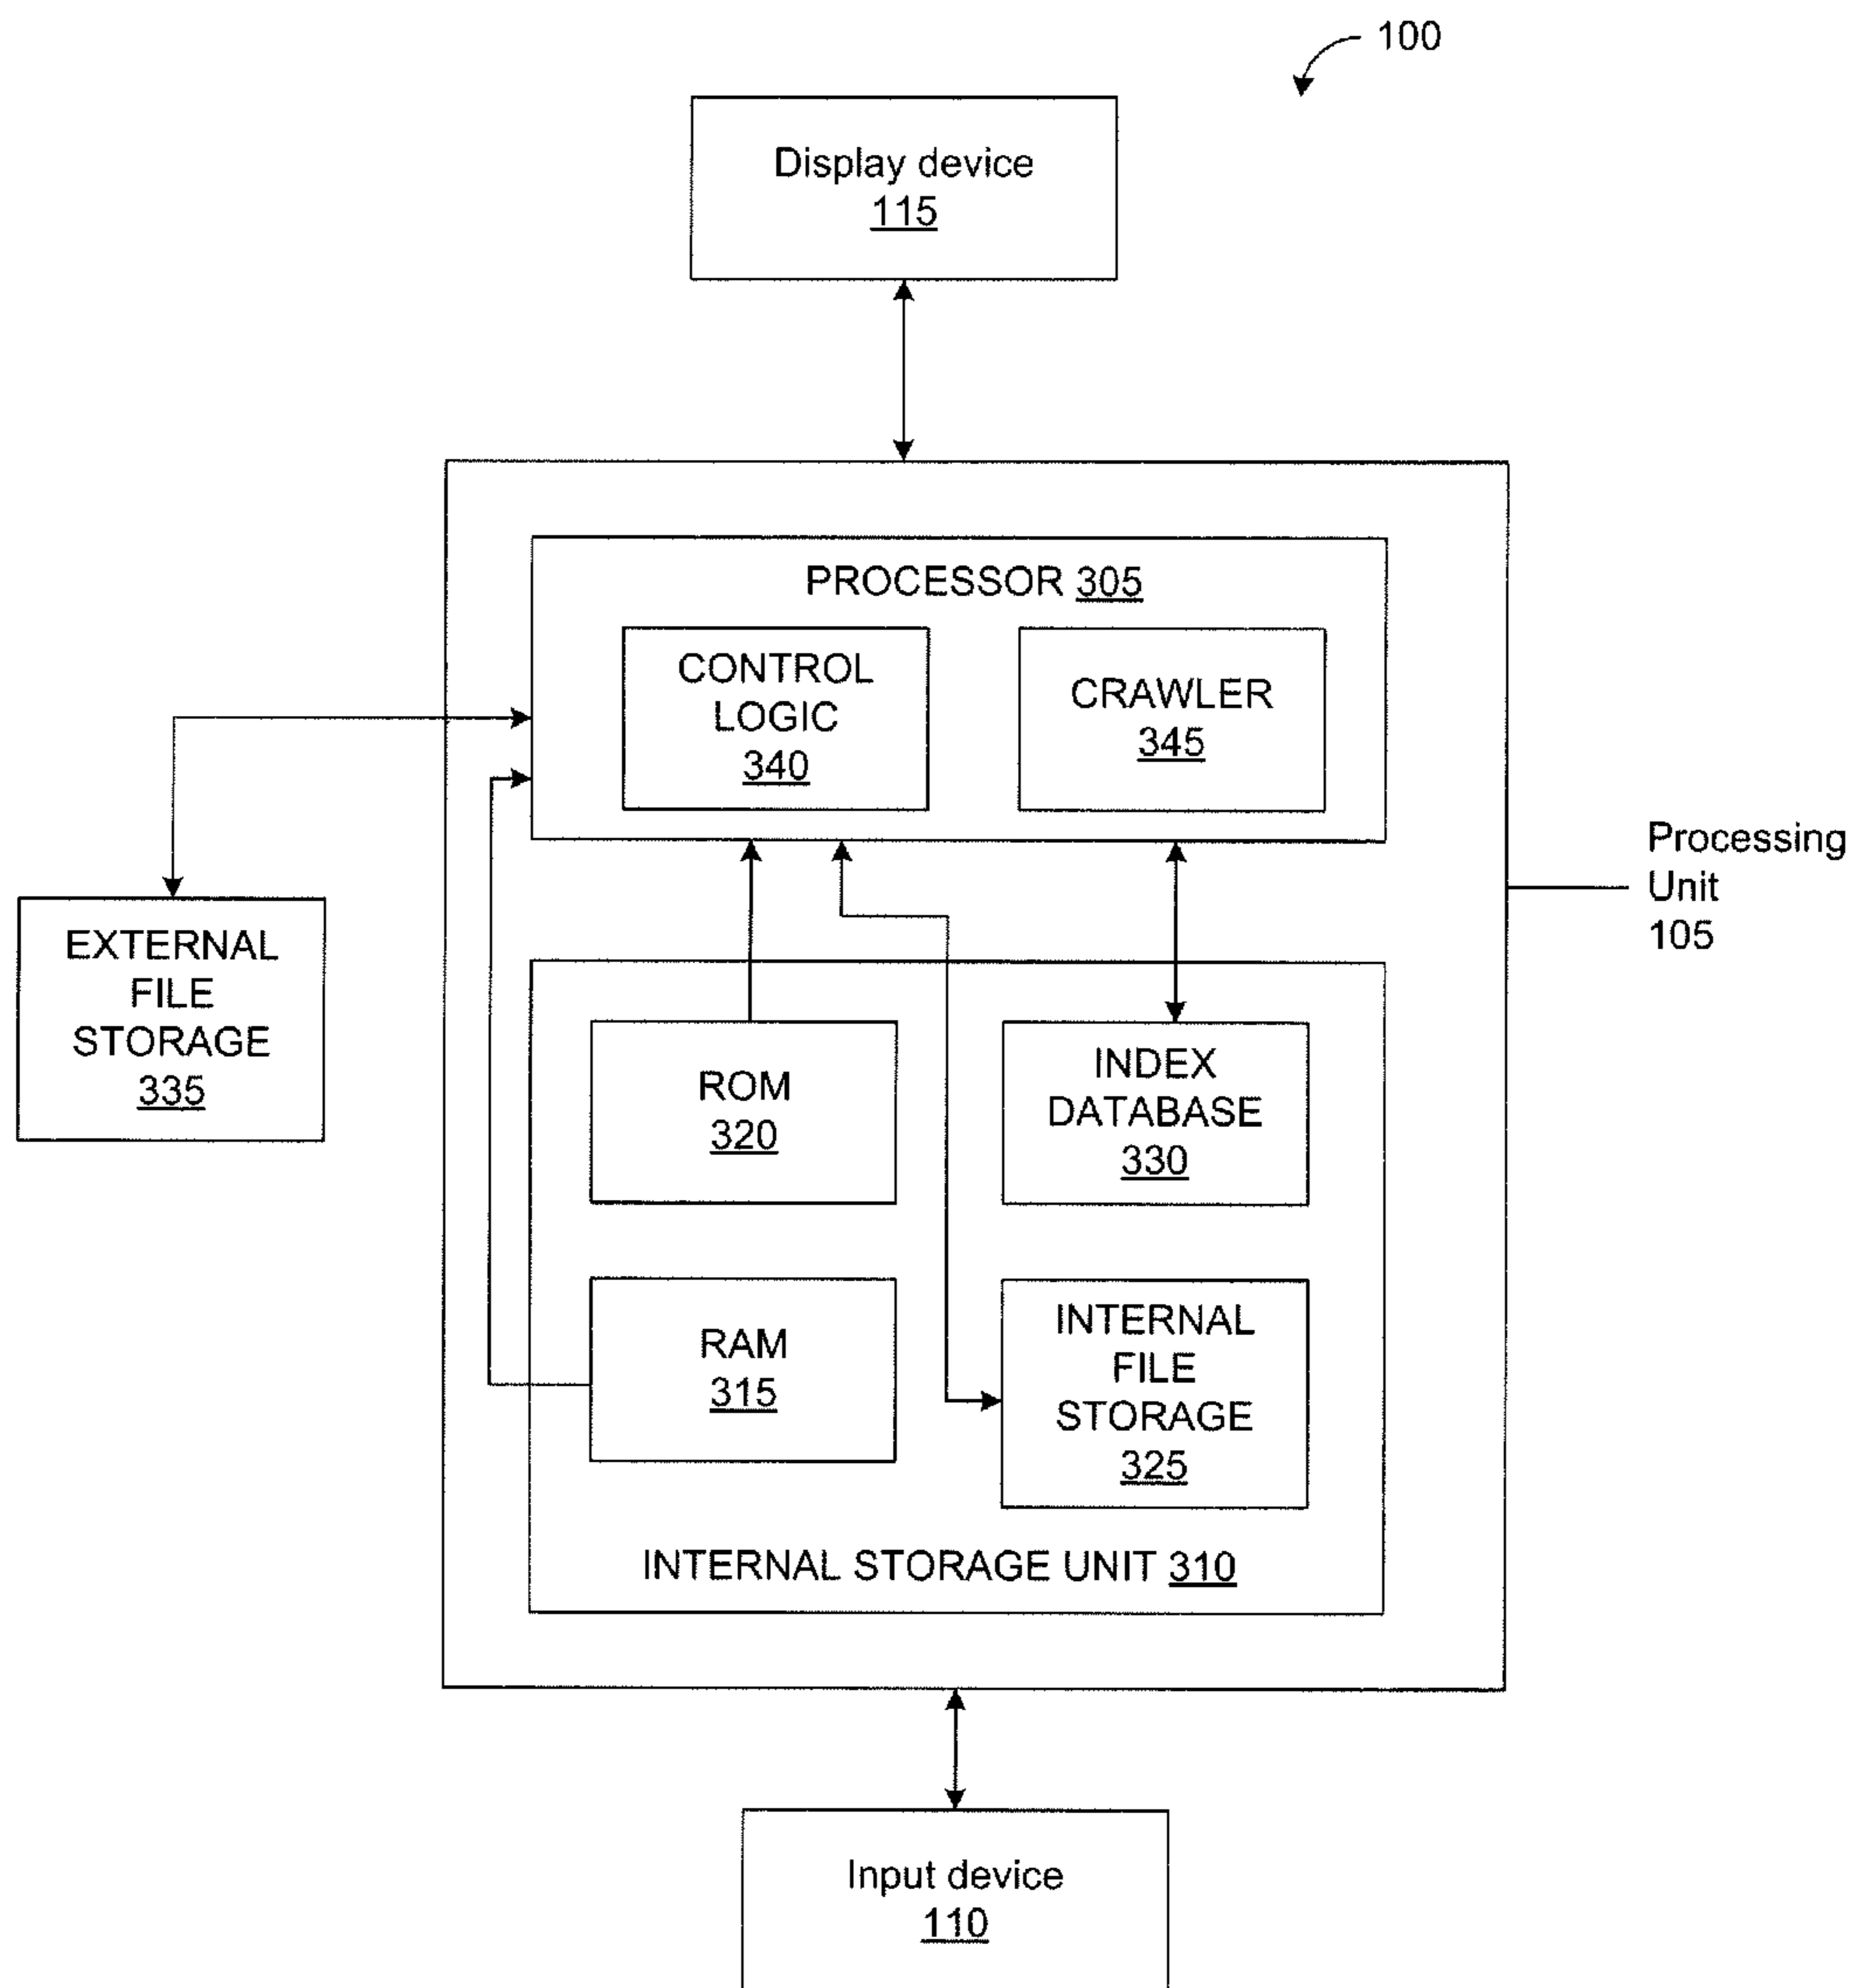 100
Display device
115
PROCESSOR 305
CONTROL
LOGIC
340
CRAWLER
345
Processing
Unit
105
EXTERNAL
FILE
STORAGE
335
ROM
320
INDEX
DATABASE
330
RAM
315
INTERNAL
FILE
STORAGE
325
INTERNAL STORAGE UNIT 310
Input device
110